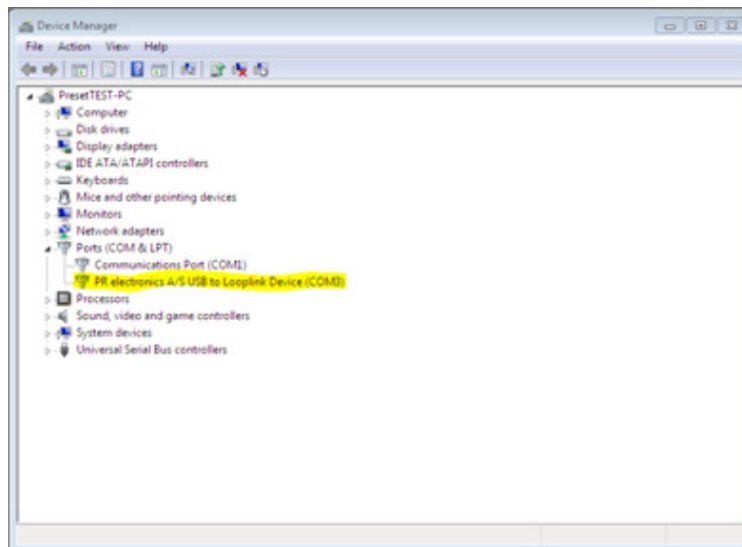 Device Manager
File Action View Help
PresetTEST-PC
Computer
Disk drives
Display adapters
IDE ATA/ATAPI controllers
Keyboards
Mice and other pointing devices
Monitors
Network adapters
Ports (COM & LPT)
Communications Port (COM1)
PR electronics A/S USB to Looplink Device (COM3)
Processors
Sound, video and game controllers
System devices
Universal Serial Bus controllers